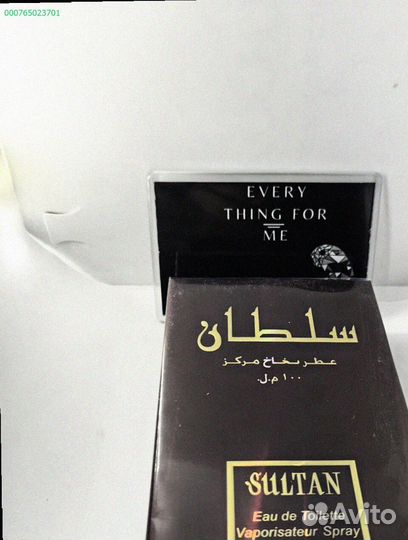 000765023701
EVERY
THING FOR
ME
سلطان
عطر بخاخ مركز
١٠٠ م.ل.
SULTAN
Eau de Toilette
Vaporisateur Spray
Avito